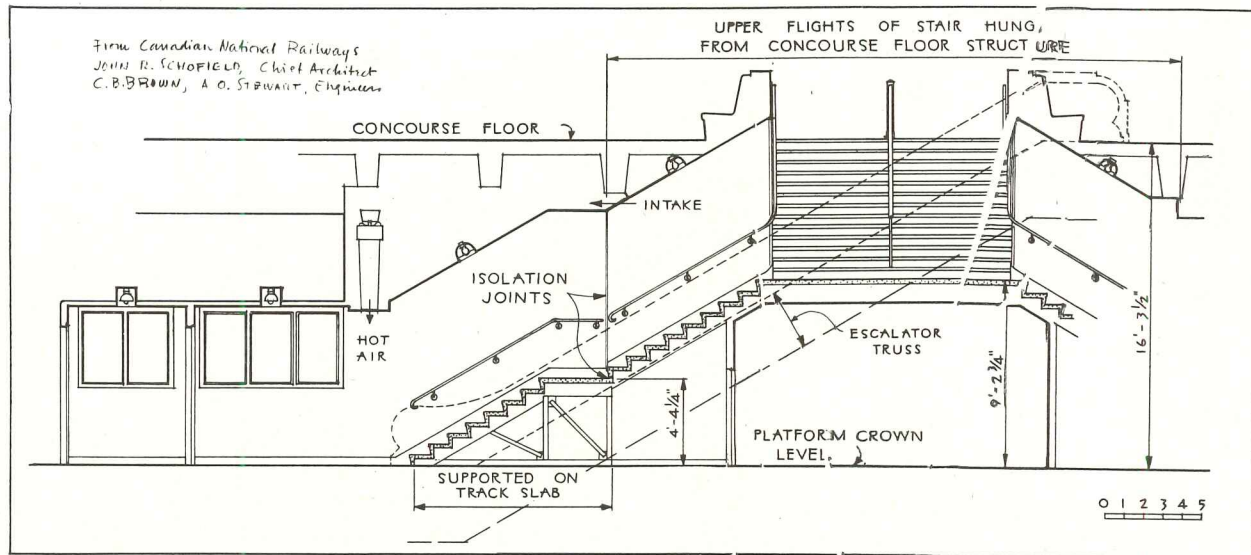 From Canadian National Railways
JOHN R. SCHOFIELD, Chief Architect
C.B.BROWN, A.O. STEWART, Engineers
UPPER FLIGHTS OF STAIR HUNG,
FROM CONCOURSE FLOOR STRUCTURE
CONCOURSE FLOOR
INTAKE
ISOLATION
JOINTS
HOT
AIR
ESCALATOR
TRUSS
16'-3½"
9'-2¾"
4'-4¼"
PLATFORM CROWN
LEVEL.
SUPPORTED ON
TRACK SLAB
0 1 2 3 4 5